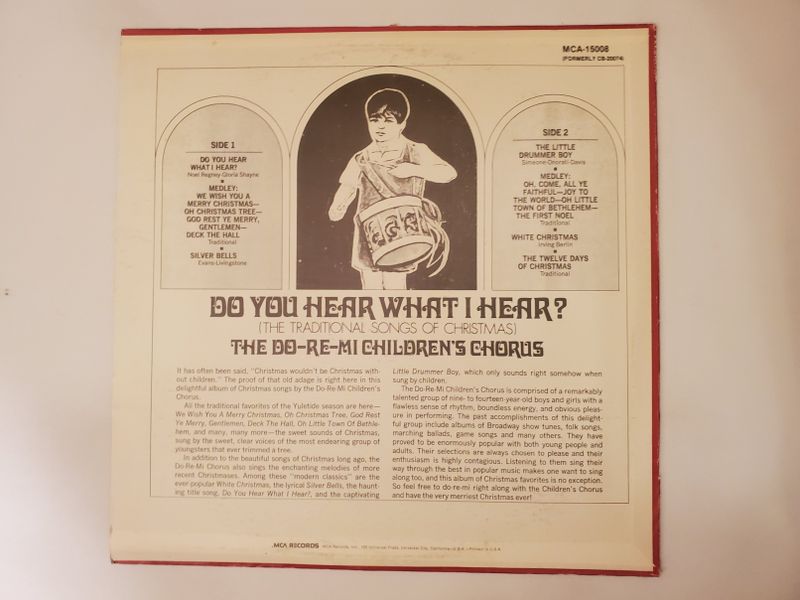 MCA-15008
(FORMERLY CB-20074)
SIDE 1
DO YOU HEAR
WHAT I HEAR?
Noel Regney-Gloria Shayne
MEDLEY:
WE WISH YOU A
MERRY CHRISTMAS—
OH CHRISTMAS TREE—
GOD REST YE MERRY,
GENTLEMEN—
DECK THE HALL
Traditional
SILVER BELLS
Evans-Livingstone
SIDE 2
THE LITTLE
DRUMMER BOY
Simeone-Onorati-Davis
MEDLEY:
OH, COME, ALL YE
FAITHFUL—JOY TO
THE WORLD—OH LITTLE
TOWN OF BETHLEHEM—
THE FIRST NOEL
Traditional
WHITE CHRISTMAS
Irving Berlin
THE TWELVE DAYS
OF CHRISTMAS
Traditional
DO YOU HEAR WHAT I HEAR?
(THE TRADITIONAL SONGS OF CHRISTMAS)
THE DO-RE-MI CHILDREN'S CHORUS
It has often been said, "Christmas wouldn't be Christmas with-
out children." The proof of that old adage is right here in this
delightful album of Christmas songs by the Do-Re-Mi Children's
Chorus.
All the traditional favorites of the Yuletide season are here—
We Wish You A Merry Christmas, Oh Christmas Tree, God Rest
Ye Merry, Gentlemen, Deck The Hall, Oh Little Town Of Bethle-
hem, and many, many more—the sweet sounds of Christmas,
sung by the sweet, clear voices of the most endearing group of
youngsters that ever trimmed a tree.
In addition to the beautiful songs of Christmas long ago, the
Do-Re-Mi Chorus also sings the enchanting melodies of more
recent Christmases. Among these "modern classics" are the
ever-popular White Christmas, the lyrical Silver Bells, the haunt-
ing title song, Do You Hear What I Hear?, and the captivating
Little Drummer Boy, which only sounds right somehow when
sung by children.
The Do-Re-Mi Children's Chorus is comprised of a remarkably
talented group of nine- to fourteen-year-old boys and girls with a
flawless sense of rhythm, boundless energy, and obvious pleas-
ure in performing. The past accomplishments of this delight-
ful group include albums of Broadway show tunes, folk songs,
marching ballads, game songs and many others. They have
proved to be enormously popular with both young people and
adults. Their selections are always chosen to please and their
enthusiasm is highly contagious. Listening to them sing their
way through the best in popular music makes one want to sing
along too, and this album of Christmas favorites is no exception.
So feel free to do-re-mi right along with the Children's Chorus
and have the very merriest Christmas ever!
MCA RECORDS MCA Records, Inc., 100 Universal Plaza, Universal City, California, U.S.A.—Printed in U.S.A.